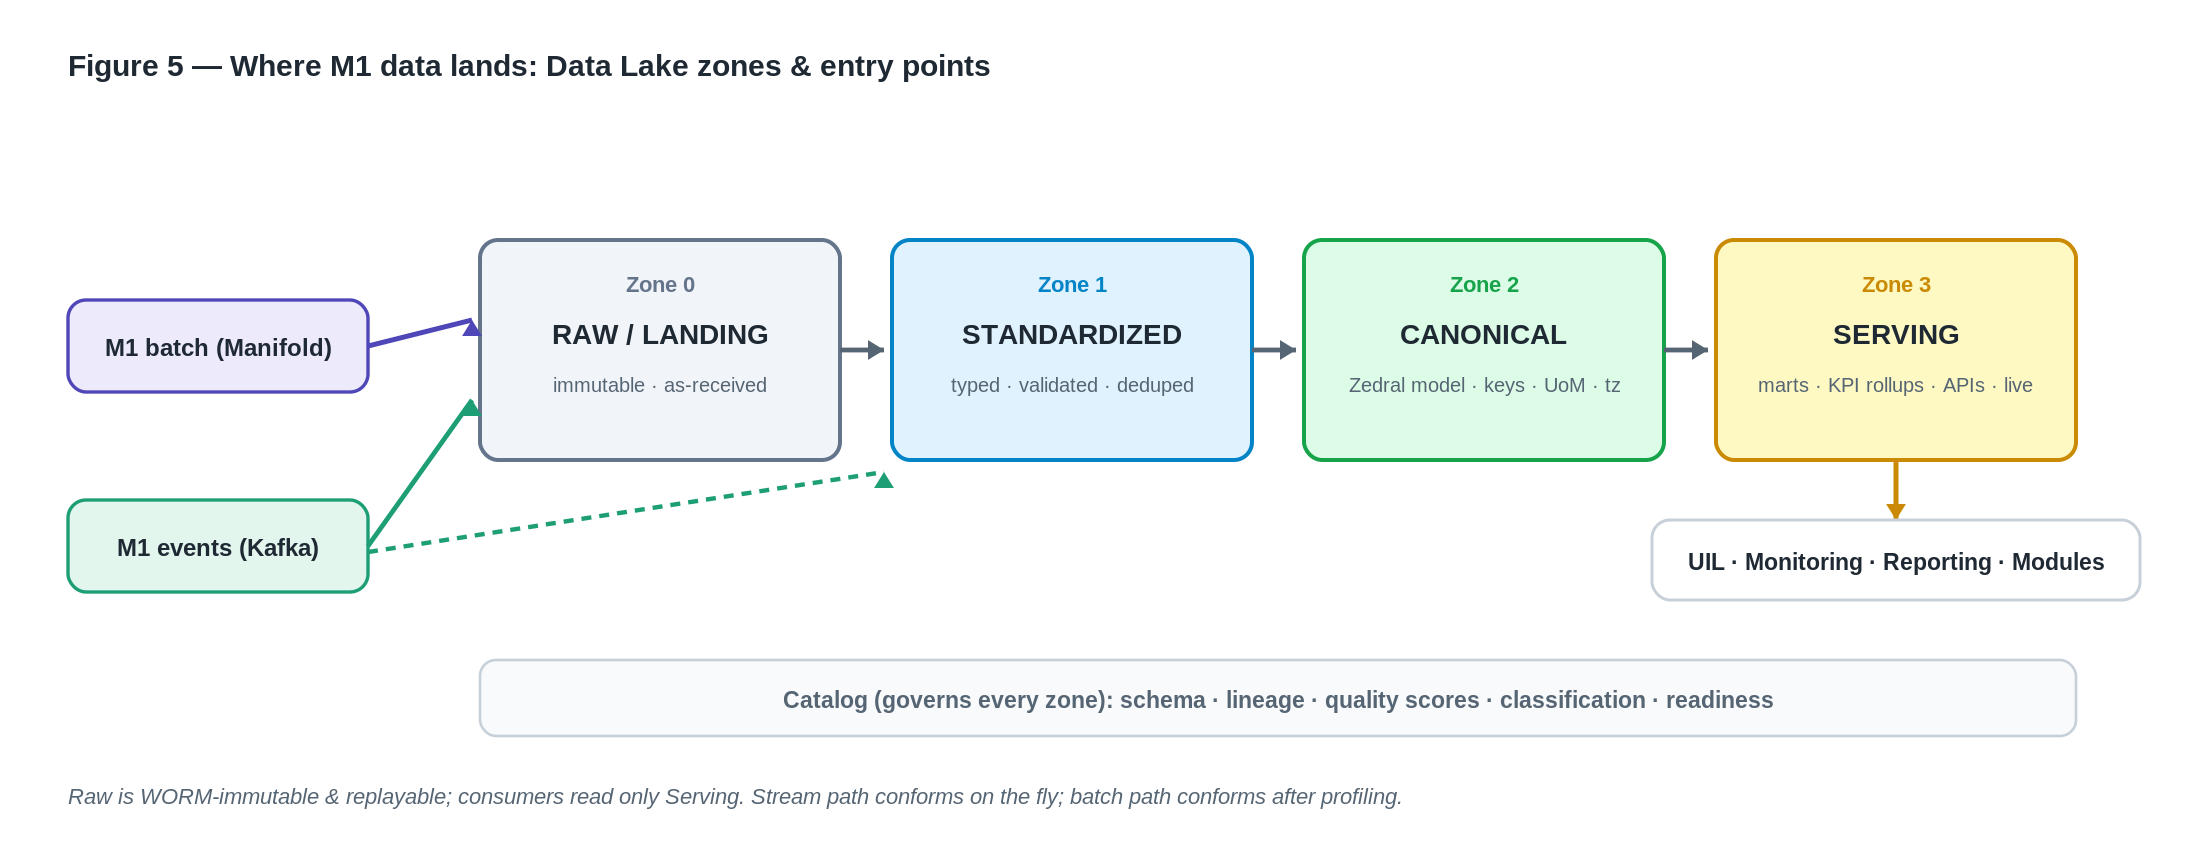 Figure 5 — Where M1 data lands: Data Lake zones & entry points
M1 batch (Manifold)
M1 events (Kafka)
Zone 0
RAW / LANDING
immutable · as-received
Zone 1
STANDARDIZED
typed · validated · deduped
Zone 2
CANONICAL
Zedral model · keys · UoM · tz
Zone 3
SERVING
marts · KPI rollups · APIs · live
UIL · Monitoring · Reporting · Modules
Catalog (governs every zone): schema · lineage · quality scores · classification · readiness
Raw is WORM-immutable & replayable; consumers read only Serving. Stream path conforms on the fly; batch path conforms after profiling.